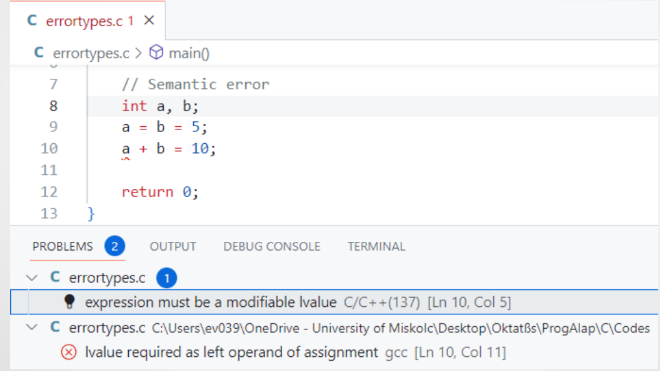 C errortypes.c 1 ×
C errortypes.c > main()
6
7 // Semantic error
8 int a, b;
9 a = b = 5;
10 a + b = 10;
11
12 return 0;
13 }
PROBLEMS 2 OUTPUT DEBUG CONSOLE TERMINAL
C errortypes.c 1
expression must be a modifiable lvalue C/C++(137) [Ln 10, Col 5]
C errortypes.c C:\Users\ev039\OneDrive - University of Miskolc\Desktop\Oktatßs\ProgAlap\C\Codes
lvalue required as left operand of assignment gcc [Ln 10, Col 11]